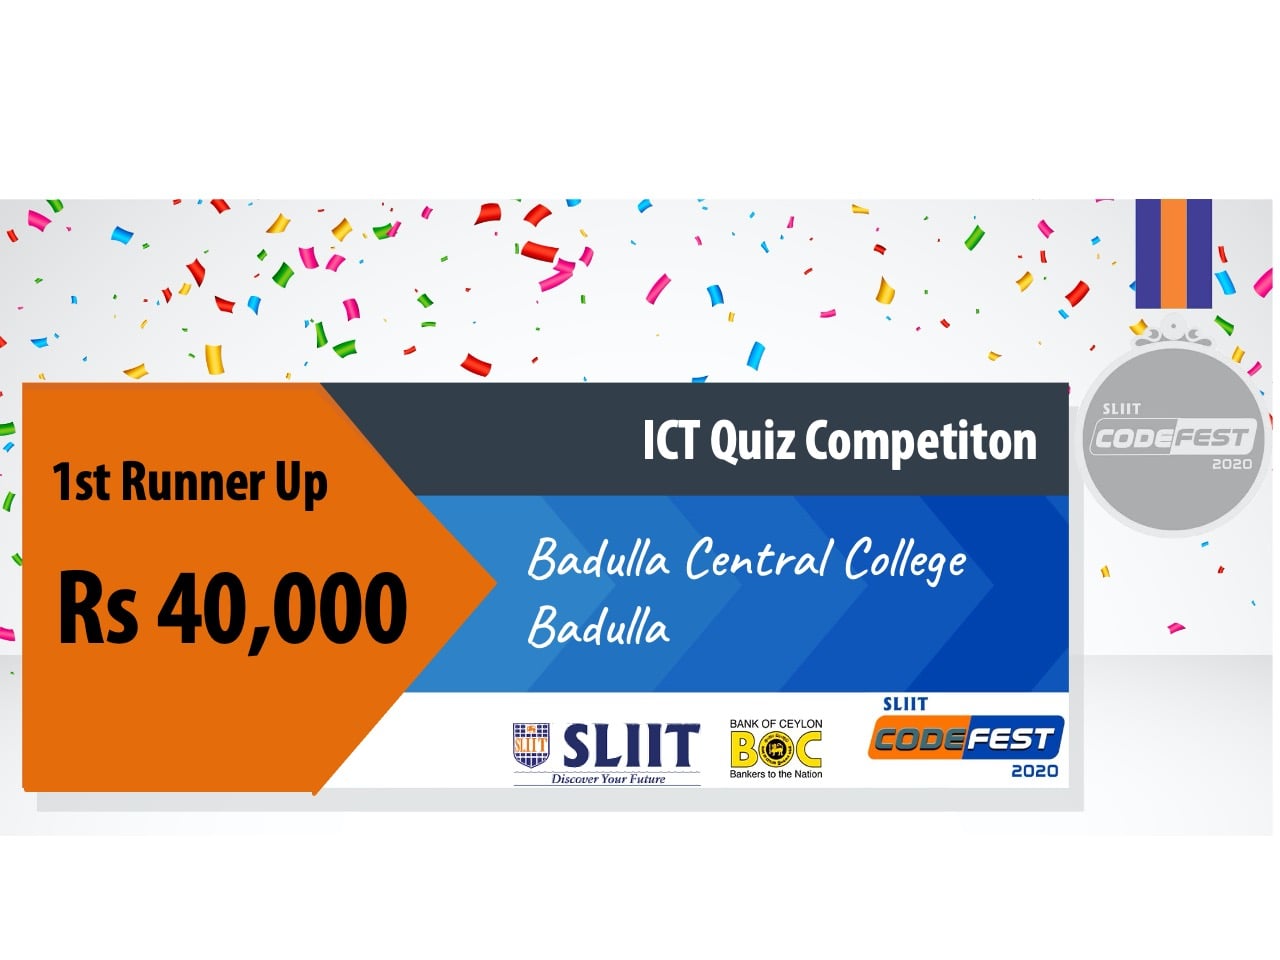 SLIIT
CODEFEST
2020
ICT Quiz Competiton
1st Runner Up
Rs 40,000
Badulla Central College
Badulla
SLIIT
SLIIT
Discover Your Future
BANK OF CEYLON
BOC
Bankers to the Nation
SLIIT
CODEFEST
2020